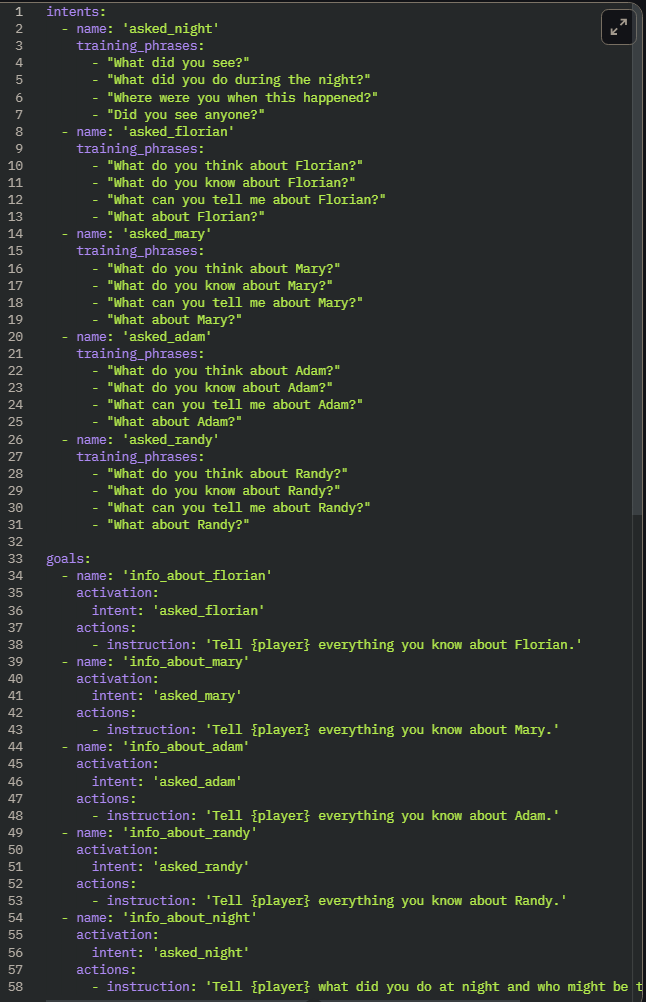 1 intents:
2   - name: 'asked_night'
3     training_phrases:
4       - "What did you see?"
5       - "What did you do during the night?"
6       - "Where were you when this happened?"
7       - "Did you see anyone?"
8   - name: 'asked_florian'
9     training_phrases:
10       - "What do you think about Florian?"
11       - "What do you know about Florian?"
12       - "What can you tell me about Florian?"
13       - "What about Florian?"
14   - name: 'asked_mary'
15     training_phrases:
16       - "What do you think about Mary?"
17       - "What do you know about Mary?"
18       - "What can you tell me about Mary?"
19       - "What about Mary?"
20   - name: 'asked_adam'
21     training_phrases:
22       - "What do you think about Adam?"
23       - "What do you know about Adam?"
24       - "What can you tell me about Adam?"
25       - "What about Adam?"
26   - name: 'asked_randy'
27     training_phrases:
28       - "What do you think about Randy?"
29       - "What do you know about Randy?"
30       - "What can you tell me about Randy?"
31       - "What about Randy?"
32
33 goals:
34   - name: 'info_about_florian'
35     activation:
36       intent: 'asked_florian'
37     actions:
38       - instruction: 'Tell {player} everything you know about Florian.'
39   - name: 'info_about_mary'
40     activation:
41       intent: 'asked_mary'
42     actions:
43       - instruction: 'Tell {player} everything you know about Mary.'
44   - name: 'info_about_adam'
45     activation:
46       intent: 'asked_adam'
47     actions:
48       - instruction: 'Tell {player} everything you know about Adam.'
49   - name: 'info_about_randy'
50     activation:
51       intent: 'asked_randy'
52     actions:
53       - instruction: 'Tell {player} everything you know about Randy.'
54   - name: 'info_about_night'
55     activation:
56       intent: 'asked_night'
57     actions:
58       - instruction: 'Tell {player} what did you do at night and who might be t